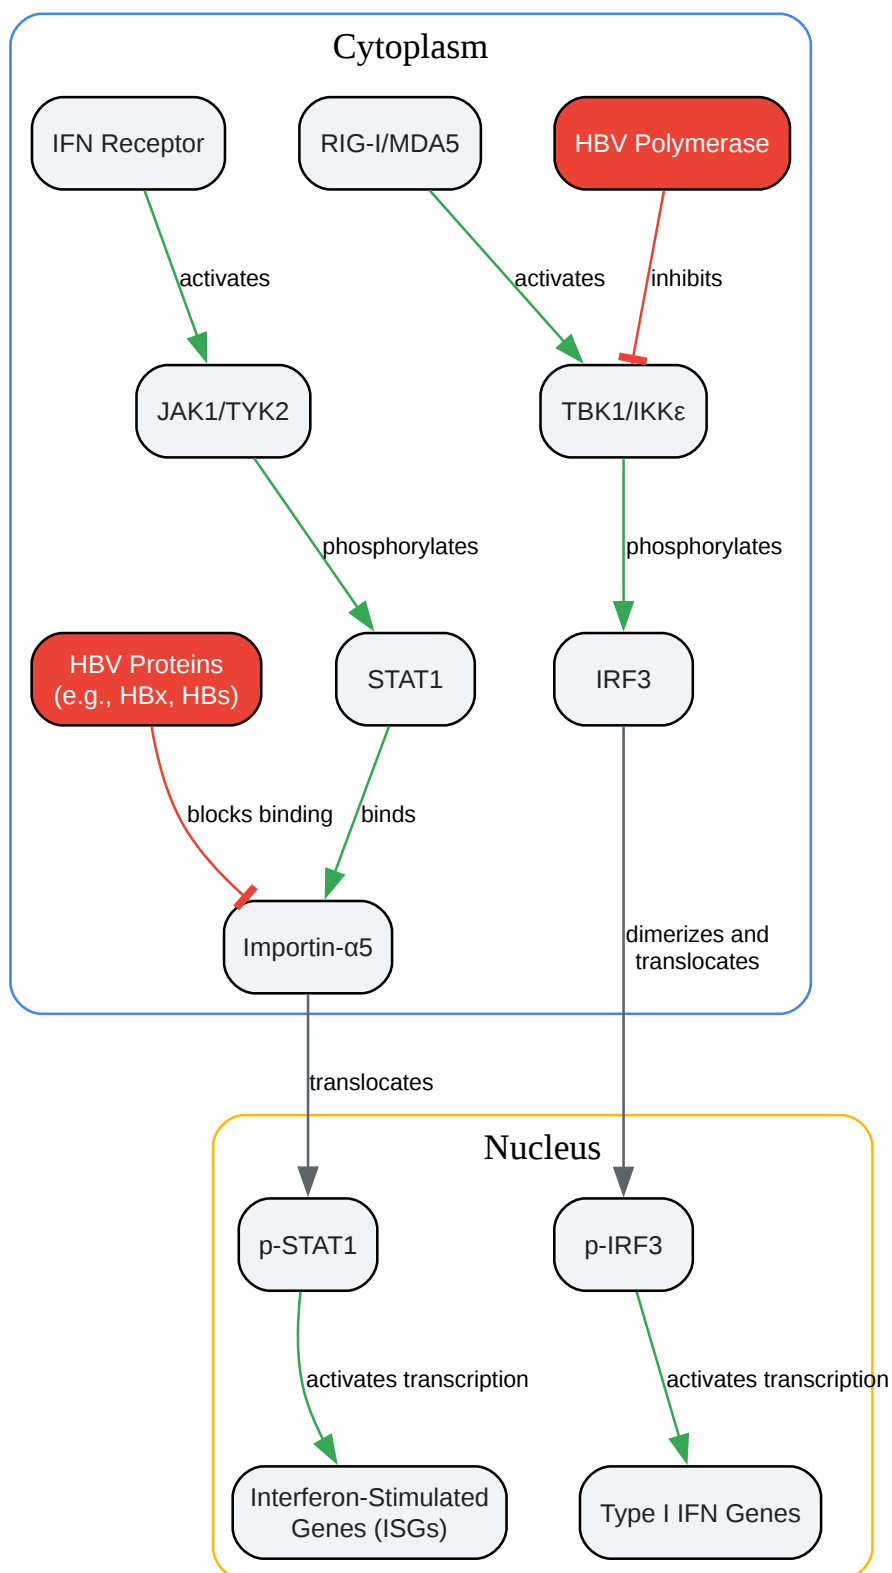 Cytoplasm
IFN Receptor
RIG-I/MDA5
HBV Polymerase
activates
activates
inhibits
JAK1/TYK2
TBK1/IKKε
phosphorylates
phosphorylates
HBV Proteins
(e.g., HBx, HBs)
STAT1
IRF3
blocks binding
binds
Importin-α5
dimerizes and
translocates
translocates
Nucleus
p-STAT1
p-IRF3
activates transcription
activates transcription
Interferon-Stimulated
Genes (ISGs)
Type I IFN Genes